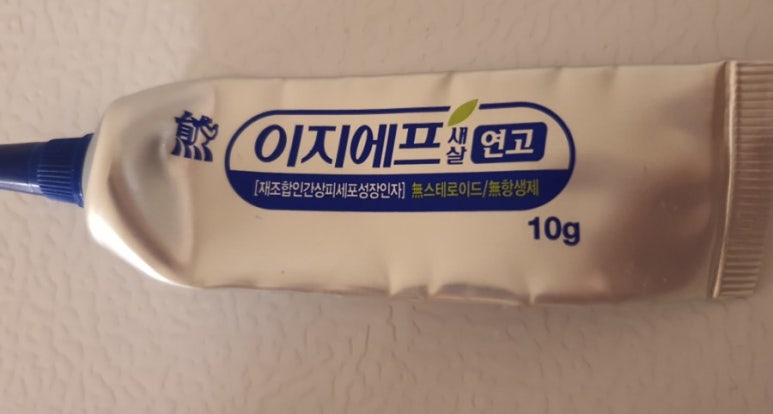 熊
이지에프 새살 연고
[재조합인간상피세포성장인자] 無스테로이드/無항생제
10g